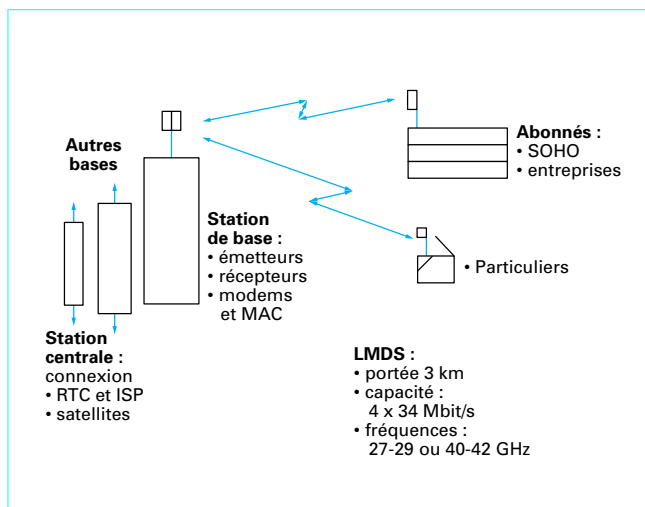 Autres
bases
Station
de base :
• émetteurs
• récepteurs
• modems
et MAC
Station
centrale :
connexion
• RTC et ISP
• satellites
Abonnés :
• SOHO
• entreprises
• Particuliers
LMDS :
• portée 3 km
• capacité :
4 x 34 Mbit/s
• fréquences :
27-29 ou 40-42 GHz